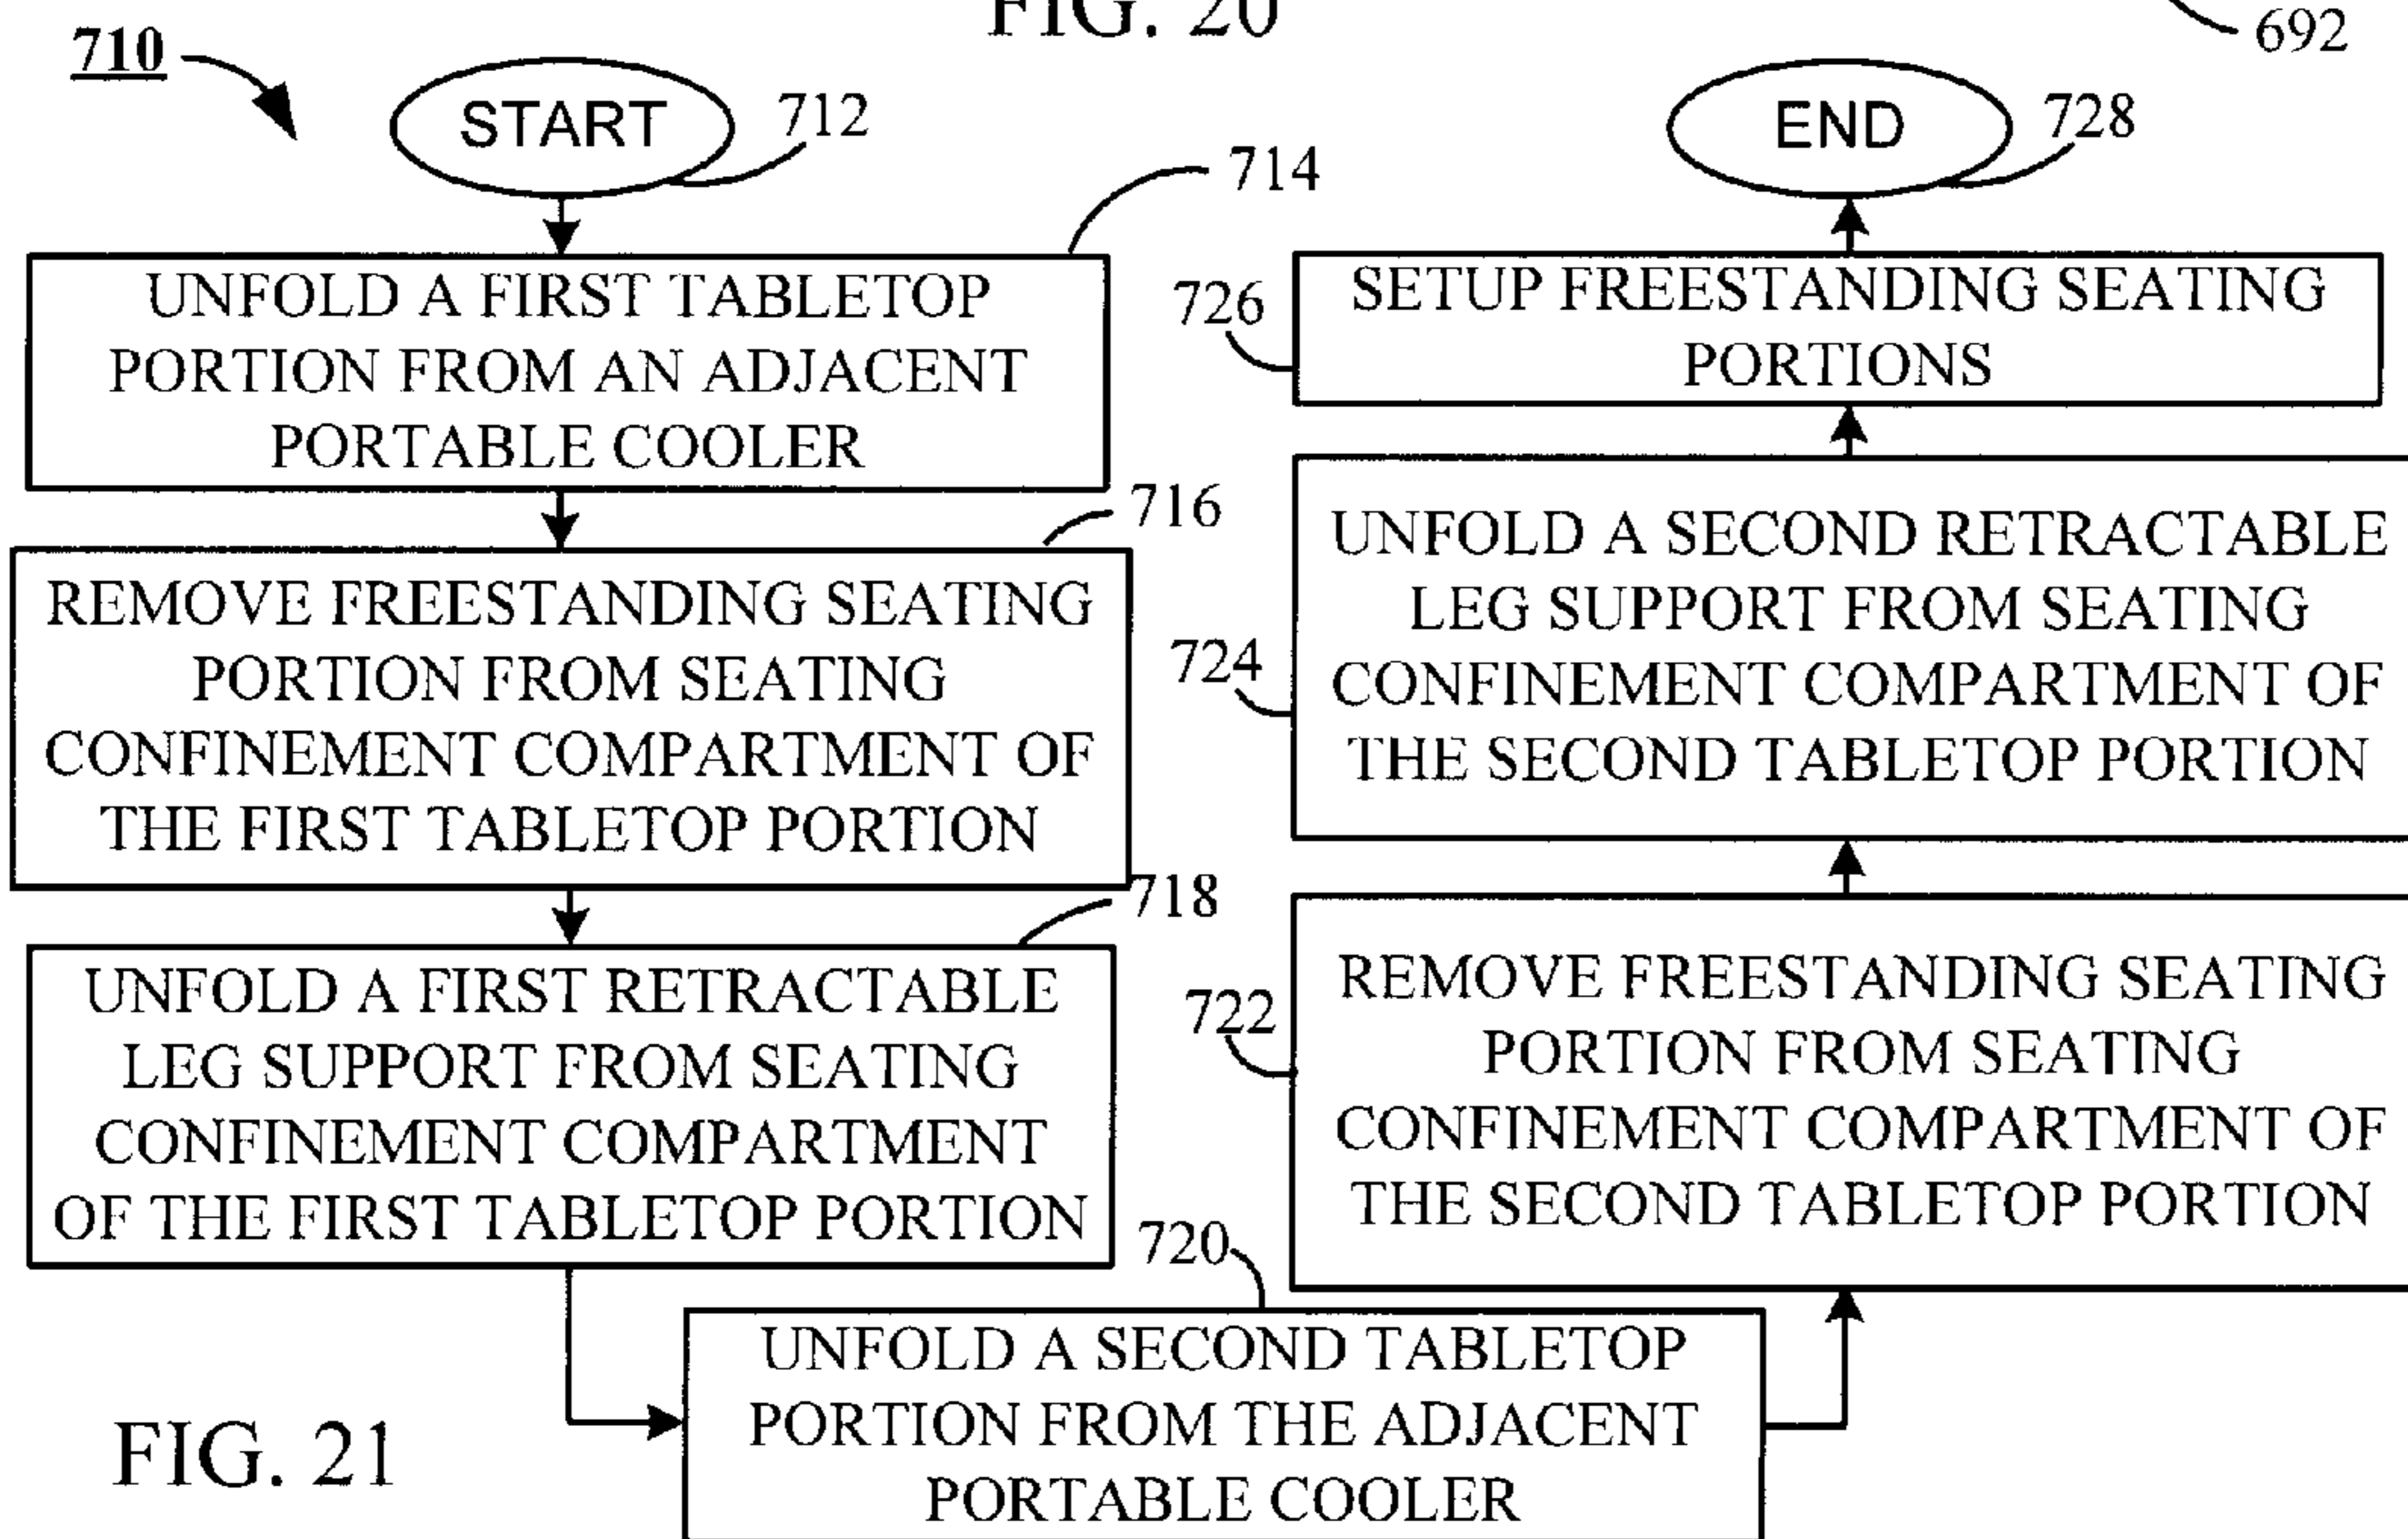 FIG. 20
692
710
START
712
714
UNFOLD A FIRST TABLETOP
PORTION FROM AN ADJACENT
PORTABLE COOLER
716
REMOVE FREESTANDING SEATING
PORTION FROM SEATING
CONFINEMENT COMPARTMENT OF
THE FIRST TABLETOP PORTION
718
UNFOLD A FIRST RETRACTABLE
LEG SUPPORT FROM SEATING
CONFINEMENT COMPARTMENT
OF THE FIRST TABLETOP PORTION
720
UNFOLD A SECOND TABLETOP
PORTION FROM THE ADJACENT
PORTABLE COOLER
722
REMOVE FREESTANDING SEATING
PORTION FROM SEATING
CONFINEMENT COMPARTMENT OF
THE SECOND TABLETOP PORTION
724
UNFOLD A SECOND RETRACTABLE
LEG SUPPORT FROM SEATING
CONFINEMENT COMPARTMENT OF
THE SECOND TABLETOP PORTION
726
SETUP FREESTANDING SEATING
PORTIONS
END
728
FIG. 21